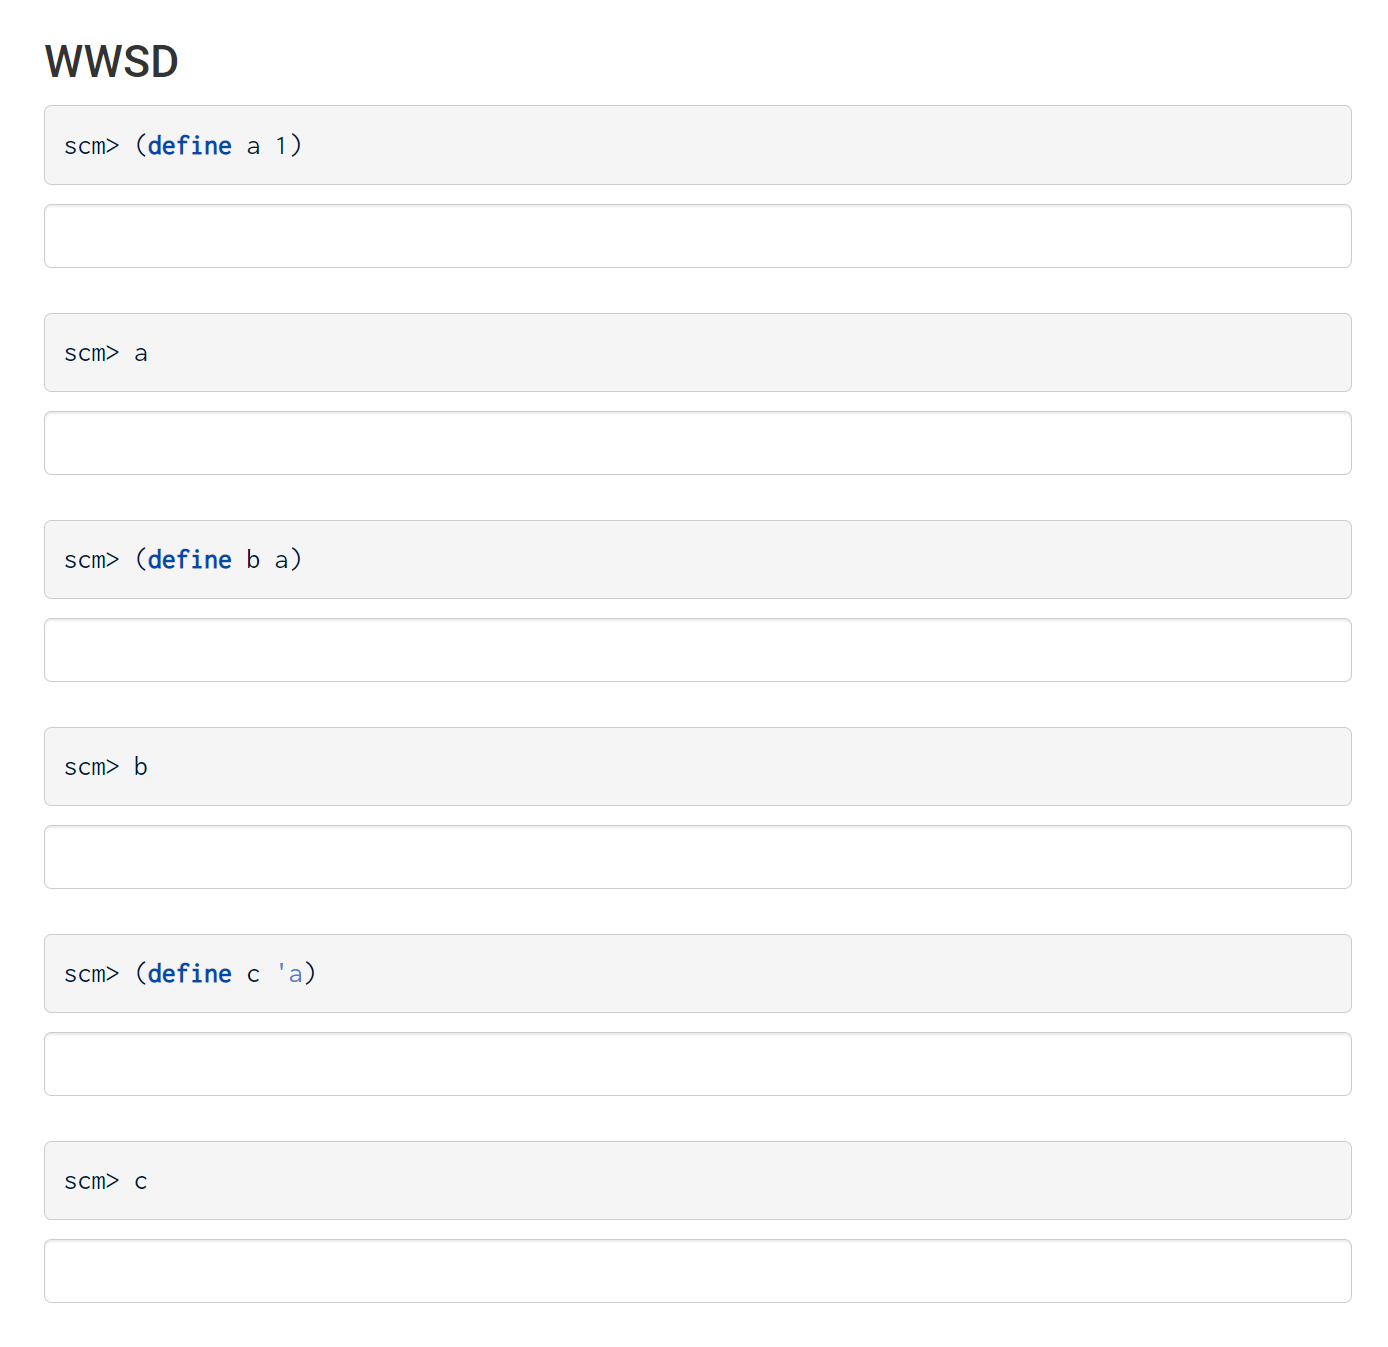 WWSD
scm> (define a 1)
scm> a
scm> (define b a)
scm> b
scm> (define c 'a)
scm> c